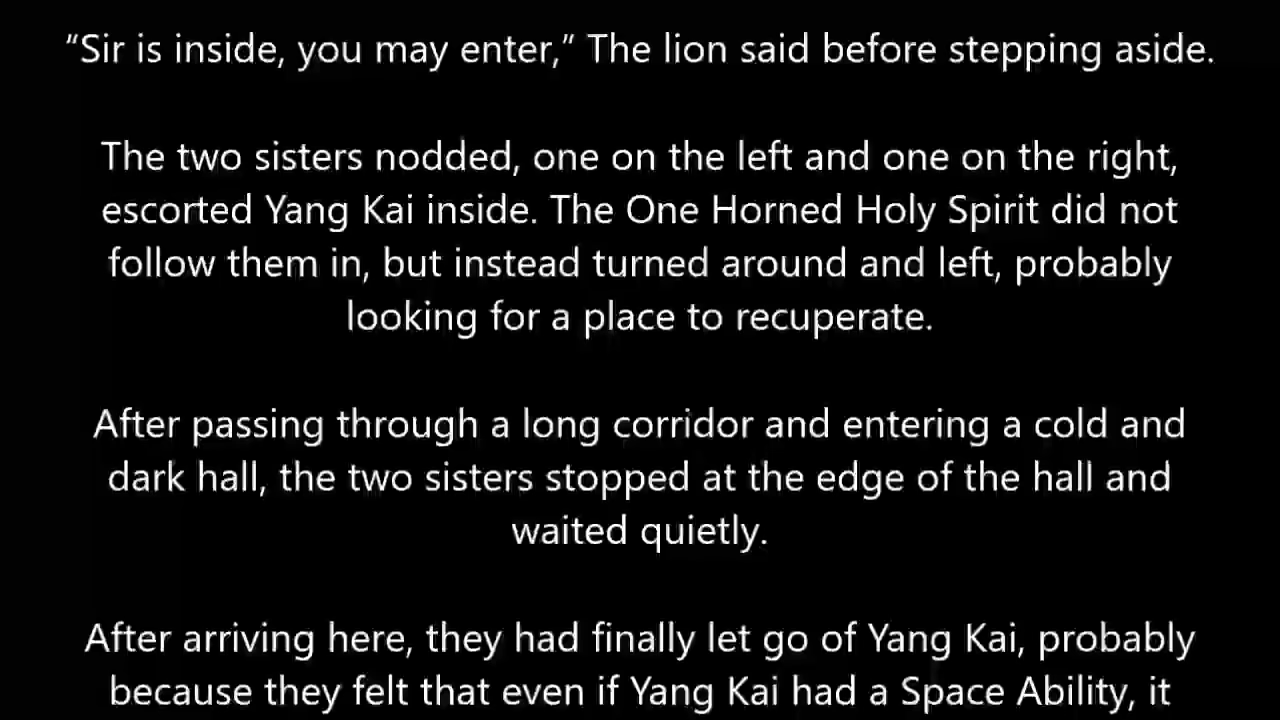 “Sir is inside, you may enter,” The lion said before stepping aside.
The two sisters nodded, one on the left and one on the right,
escorted Yang Kai inside. The One Horned Holy Spirit did not
follow them in, but instead turned around and left, probably
looking for a place to recuperate.
After passing through a long corridor and entering a cold and
dark hall, the two sisters stopped at the edge of the hall and
waited quietly.
After arriving here, they had finally let go of Yang Kai, probably
because they felt that even if Yang Kai had a Space Ability, it